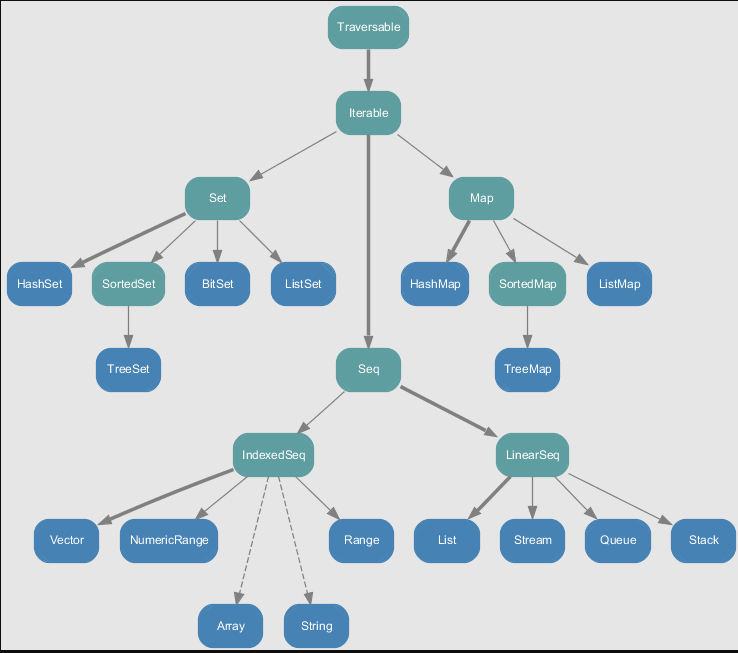 Traversable
Iterable
Set
Map
HashSet
SortedSet
BitSet
ListSet
HashMap
SortedMap
ListMap
TreeSet
Seq
TreeMap
IndexedSeq
LinearSeq
Vector
NumericRange
Range
List
Stream
Queue
Stack
Array
String